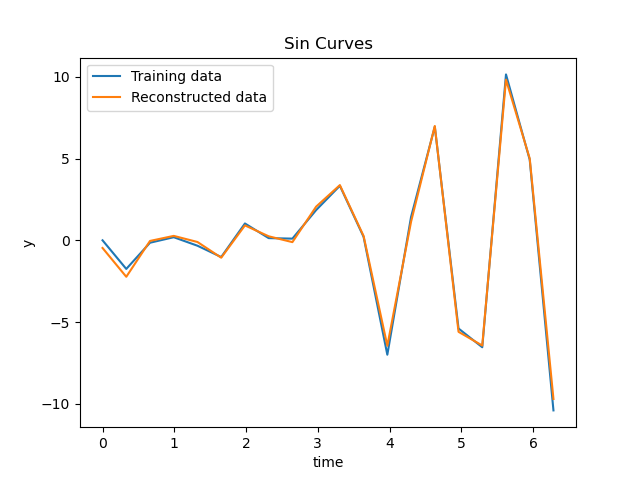 Sin Curves
Training data
Reconstructed data
10
5
0
−5
−10
y
0 1 2 3 4 5 6
time